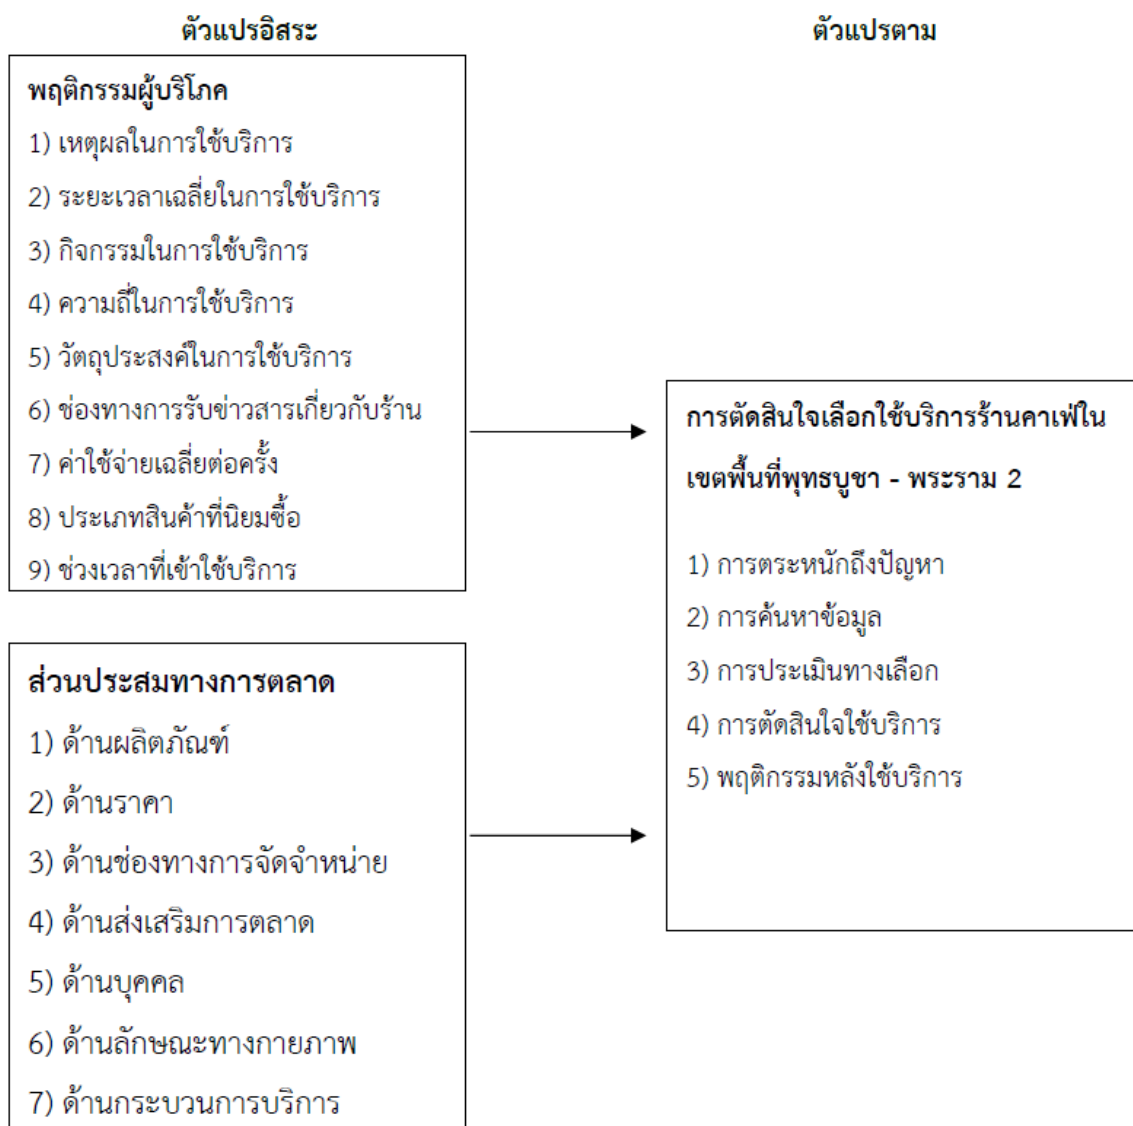 ตัวแปรอิสระ
ตัวแปรตาม
พฤติกรรมผู้บริโภค
1) เหตุผลในการใช้บริการ
2) ระยะเวลาเฉลี่ยในการใช้บริการ
3) กิจกรรมในการใช้บริการ
4) ความถี่ในการใช้บริการ
5) วัตถุประสงค์ในการใช้บริการ
6) ช่องทางการรับข่าวสารเกี่ยวกับร้าน
7) ค่าใช้จ่ายเฉลี่ยต่อครั้ง
8) ประเภทสินค้าที่นิยมซื้อ
9) ช่วงเวลาที่เข้าใช้บริการ
ส่วนประสมทางการตลาด
1) ด้านผลิตภัณฑ์
2) ด้านราคา
3) ด้านช่องทางการจัดจำหน่าย
4) ด้านส่งเสริมการตลาด
5) ด้านบุคคล
6) ด้านลักษณะทางกายภาพ
7) ด้านกระบวนการบริการ
การตัดสินใจเลือกใช้บริการร้านคาเฟ่ใน
เขตพื้นที่พุทธบูชา - พระราม 2
1) การตระหนักถึงปัญหา
2) การค้นหาข้อมูล
3) การประเมินทางเลือก
4) การตัดสินใจใช้บริการ
5) พฤติกรรมหลังใช้บริการ